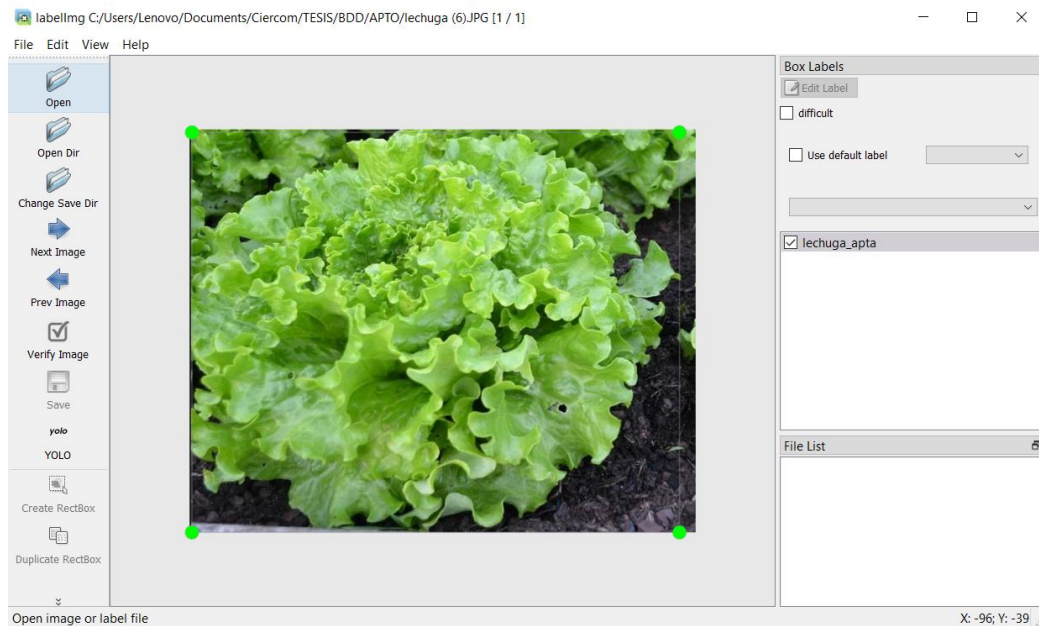 labelImg C:/Users/Lenovo/Documents/Ciercom/TESIS/BDD/APTO/lechuga (6).JPG [1 / 1]
File Edit View Help
Open
Open Dir
Change Save Dir
Next Image
Prev Image
Verify Image
Save
yolo
YOLO
Create RectBox
Duplicate RectBox
Box Labels
Edit Label
difficult
Use default label
lechuga_apta
File List
Open image or label file
X: -96; Y: -39